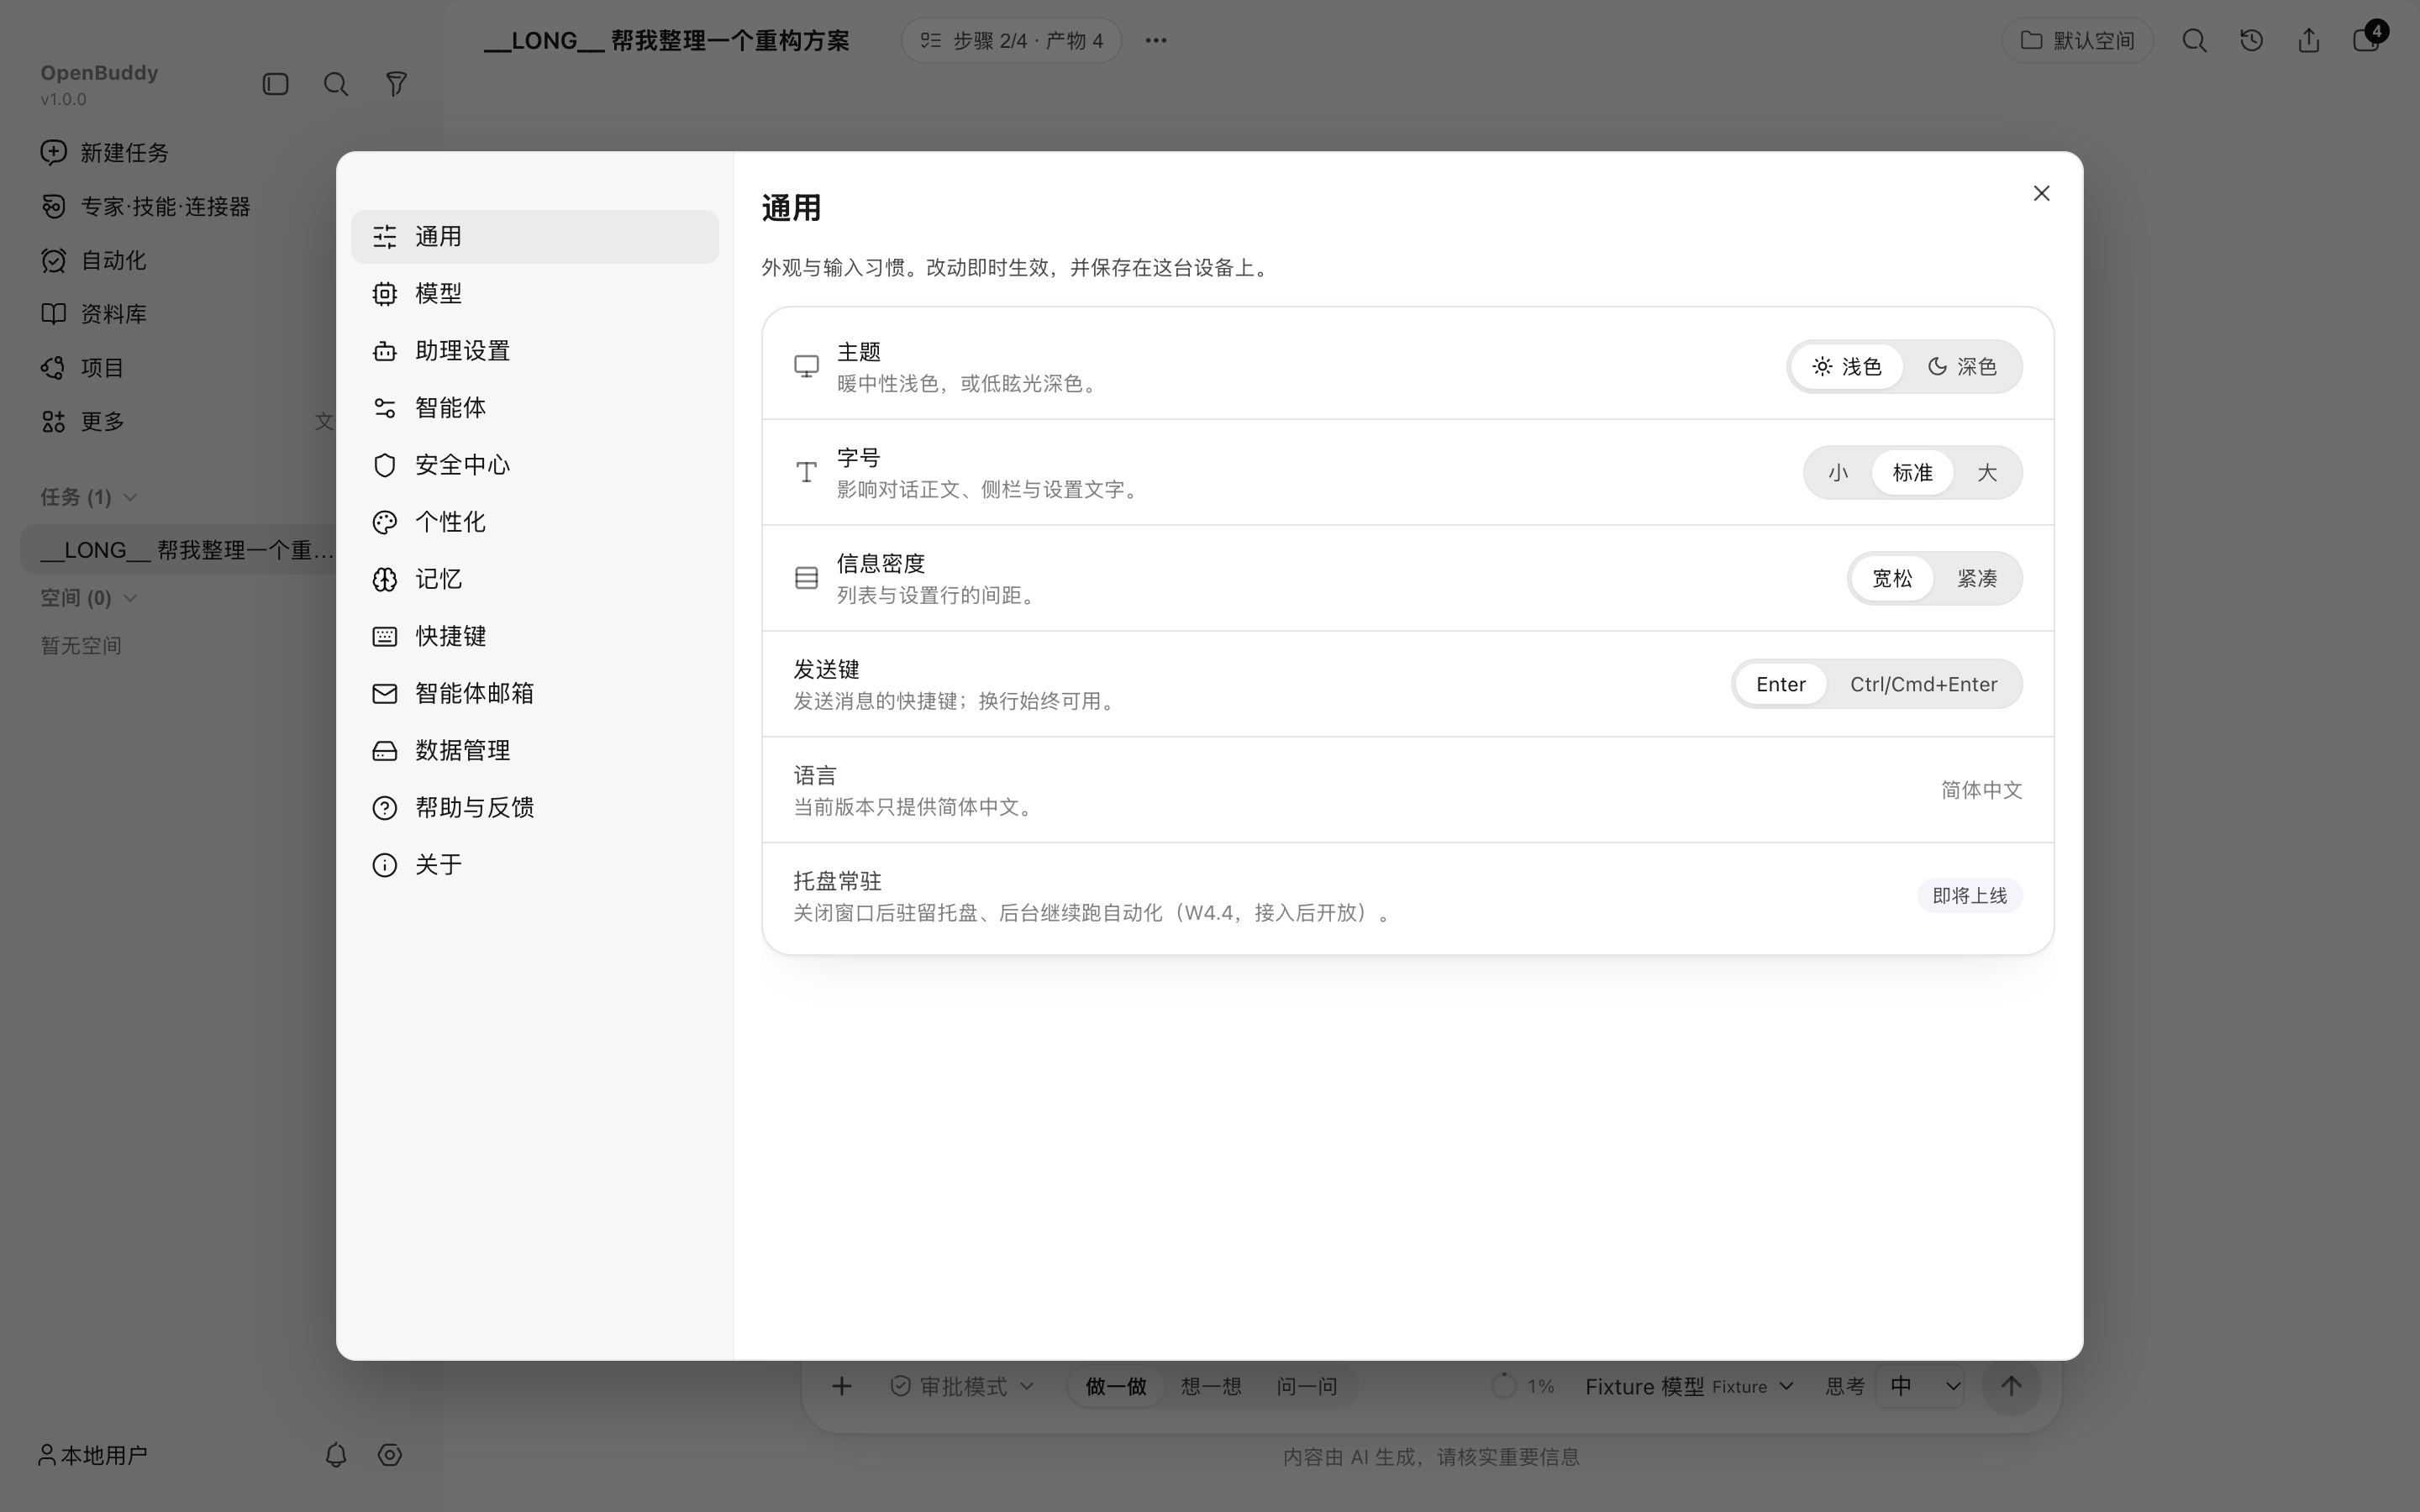 OpenBuddy
v1.0.0
新建任务
专家·技能·连接器
自动化
资料库
项目
更多
文
任务 (1)
__LONG__ 帮我整理一个重…
空间 (0)
暂无空间
本地用户
__LONG__ 帮我整理一个重构方案
步骤 2/4 · 产物 4
默认空间
4
通用
模型
助理设置
智能体
安全中心
个性化
记忆
快捷键
智能体邮箱
数据管理
帮助与反馈
关于
通用
外观与输入习惯。改动即时生效，并保存在这台设备上。
主题
暖中性浅色，或低眩光深色。
浅色 深色
字号
影响对话正文、侧栏与设置文字。
小 标准 大
信息密度
列表与设置行的间距。
宽松 紧凑
发送键
发送消息的快捷键；换行始终可用。
Enter Ctrl/Cmd+Enter
语言
当前版本只提供简体中文。
简体中文
托盘常驻
关闭窗口后驻留托盘、后台继续跑自动化（W4.4，接入后开放）。
即将上线
审批模式 做一做 想一想 问一问 1% Fixture 模型 Fixture 思考 中
内容由 AI 生成，请核实重要信息